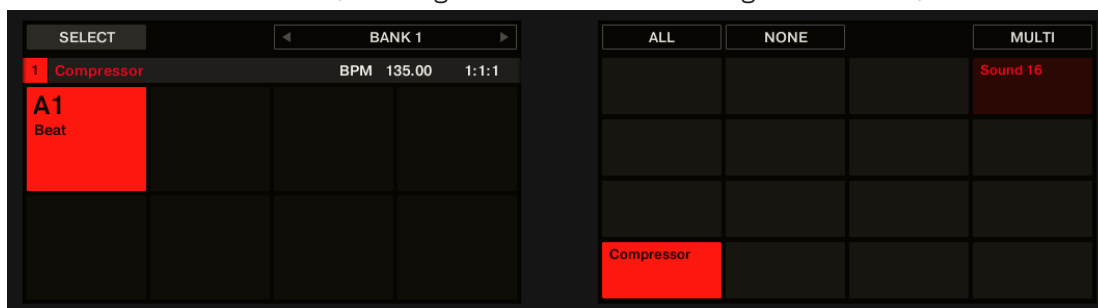 SELECT
BANK 1
1 Compressor BPM 135.00 1:1:1
A1
Beat
ALL NONE MULTI
Sound 16
Compressor